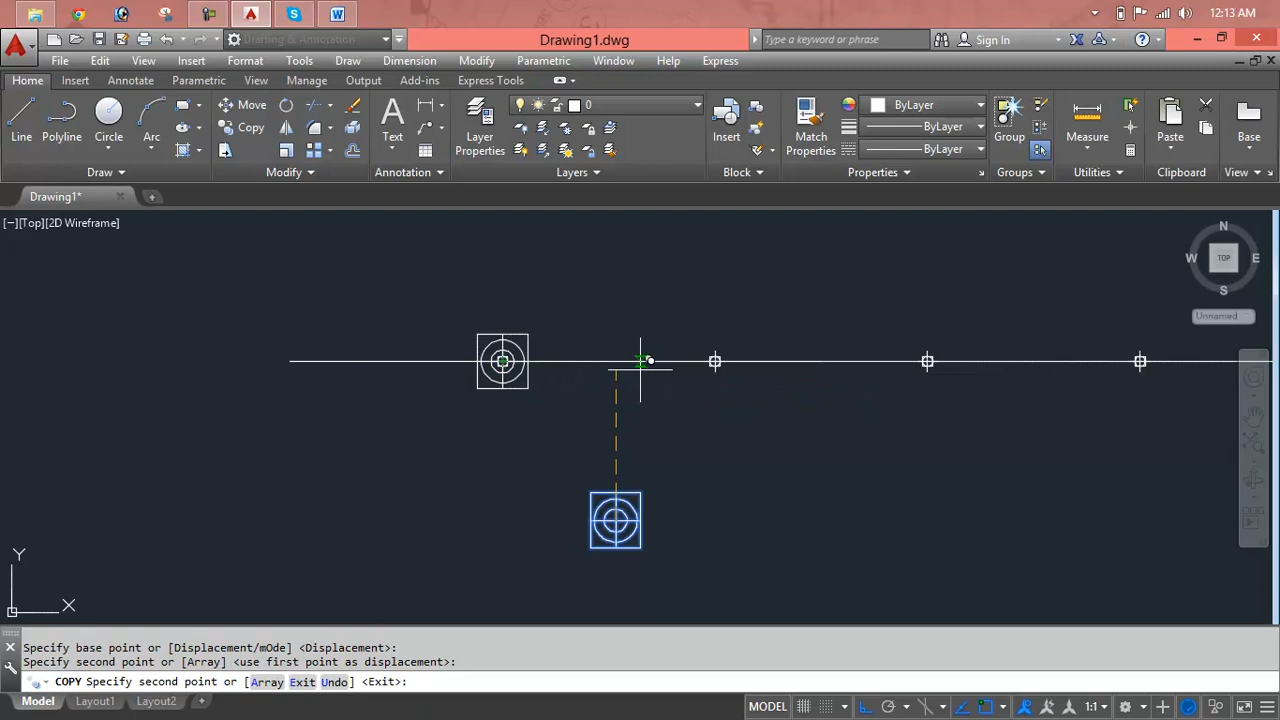 12:13 AM
Drafting & Annotation
Drawing1.dwg
Type a keyword or phrase
Sign In
File Edit View Insert Format Tools Draw Dimension Modify Parametric Window Help Express
Home Insert Annotate Parametric View Manage Output Add-ins Express Tools
Line Polyline Circle Arc
Move
Copy
Text
Layer Properties
0
Insert
Match Properties
ByLayer
ByLayer
ByLayer
Group
Measure
Paste
Base
Draw Modify Annotation Layers Block Properties Groups Utilities Clipboard View
Drawing1*
[−][Top][2D Wireframe]
N
W TOP E
S
Unnamed
Y
X
Specify base point or [Displacement/mOde] <Displacement>:
Specify second point or [Array] <use first point as displacement>:
COPY Specify second point or [Array Exit Undo] <Exit>:
Model Layout1 Layout2
MODEL
1:1